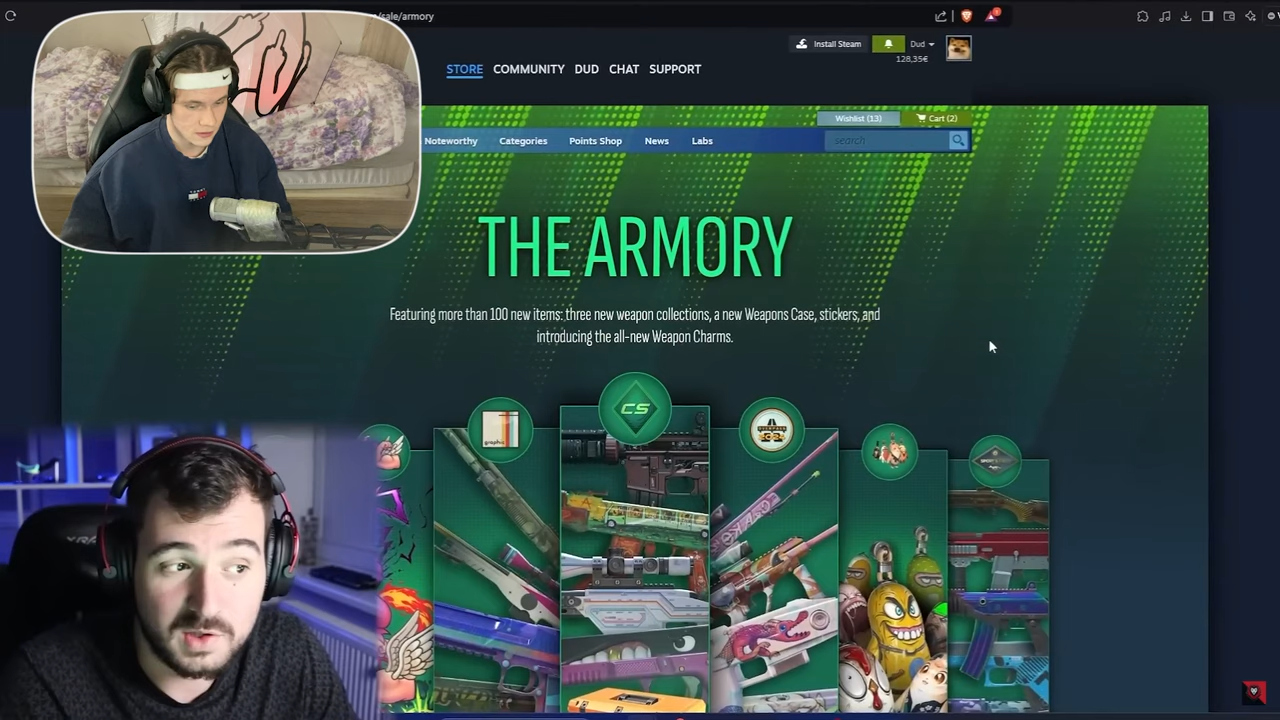 /sale/armory
Install Steam
Dud
128,35€
STORE COMMUNITY DUD CHAT SUPPORT
Wishlist (13)
Cart (2)
Noteworthy Categories Points Shop News Labs
search
THE ARMORY
Featuring more than 100 new items: three new weapon collections, a new Weapons Case, stickers, and
introducing the all-new Weapon Charms.
CS
graphic